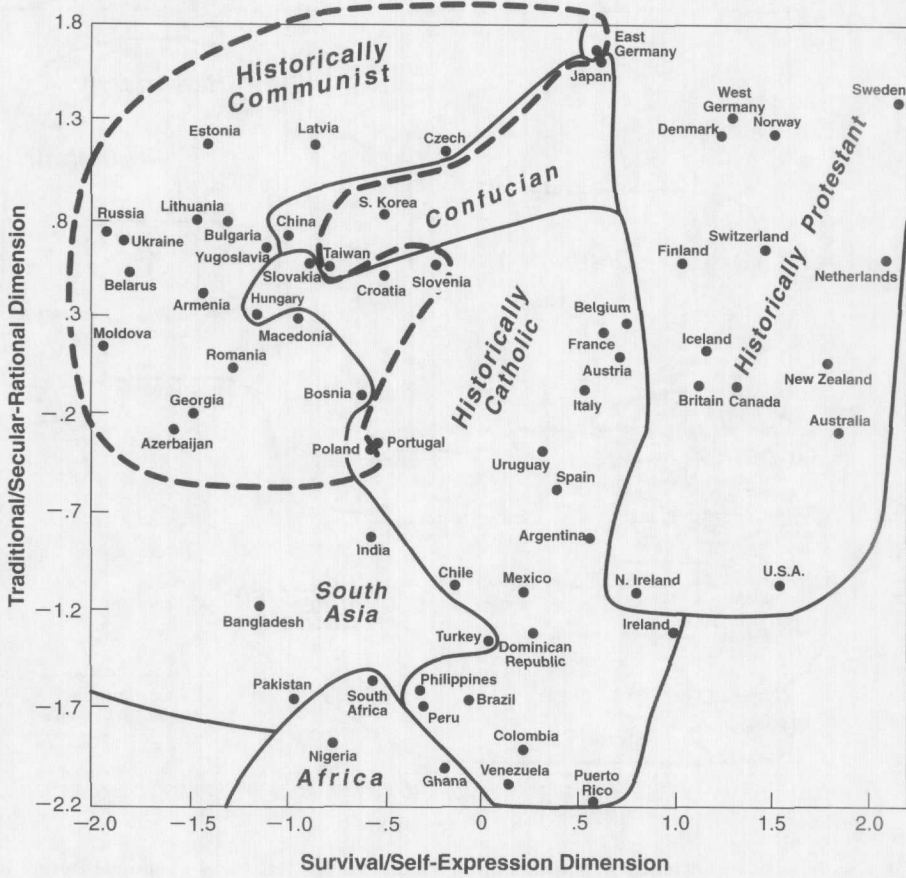 1.8
1.3
.8
.3
−.2
−.7
−1.2
−1.7
−2.2
Traditional/Secular-Rational Dimension
Historically
Communist
East
Germany
Japan
Sweden
West
Germany
Norway
Denmark
Estonia
Latvia
Czech
Confucian
Historically Protestant
Russia
Lithuania
Bulgaria
China
S. Korea
Ukraine
Yugoslavia
Taiwan
Switzerland
Finland
Belarus
Slovakia
Croatia
Slovenia
Netherlands
Armenia
Hungary
Macedonia
Historically
Catholic
Belgium
France
Austria
Italy
Iceland
Moldova
Romania
Bosnia
New Zealand
Britain
Canada
Georgia
Azerbaijan
Poland
Portugal
Australia
Uruguay
Spain
Argentina
India
South
Asia
Bangladesh
Chile
Mexico
N. Ireland
U.S.A.
Turkey
Dominican
Republic
Ireland
Pakistan
South
Africa
Philippines
Peru
Brazil
Nigeria
Africa
Ghana
Colombia
Venezuela
Puerto
Rico
−2.0
−1.5
−1.0
−.5
.0
.5
1.0
1.5
2.0
Survival/Self-Expression Dimension